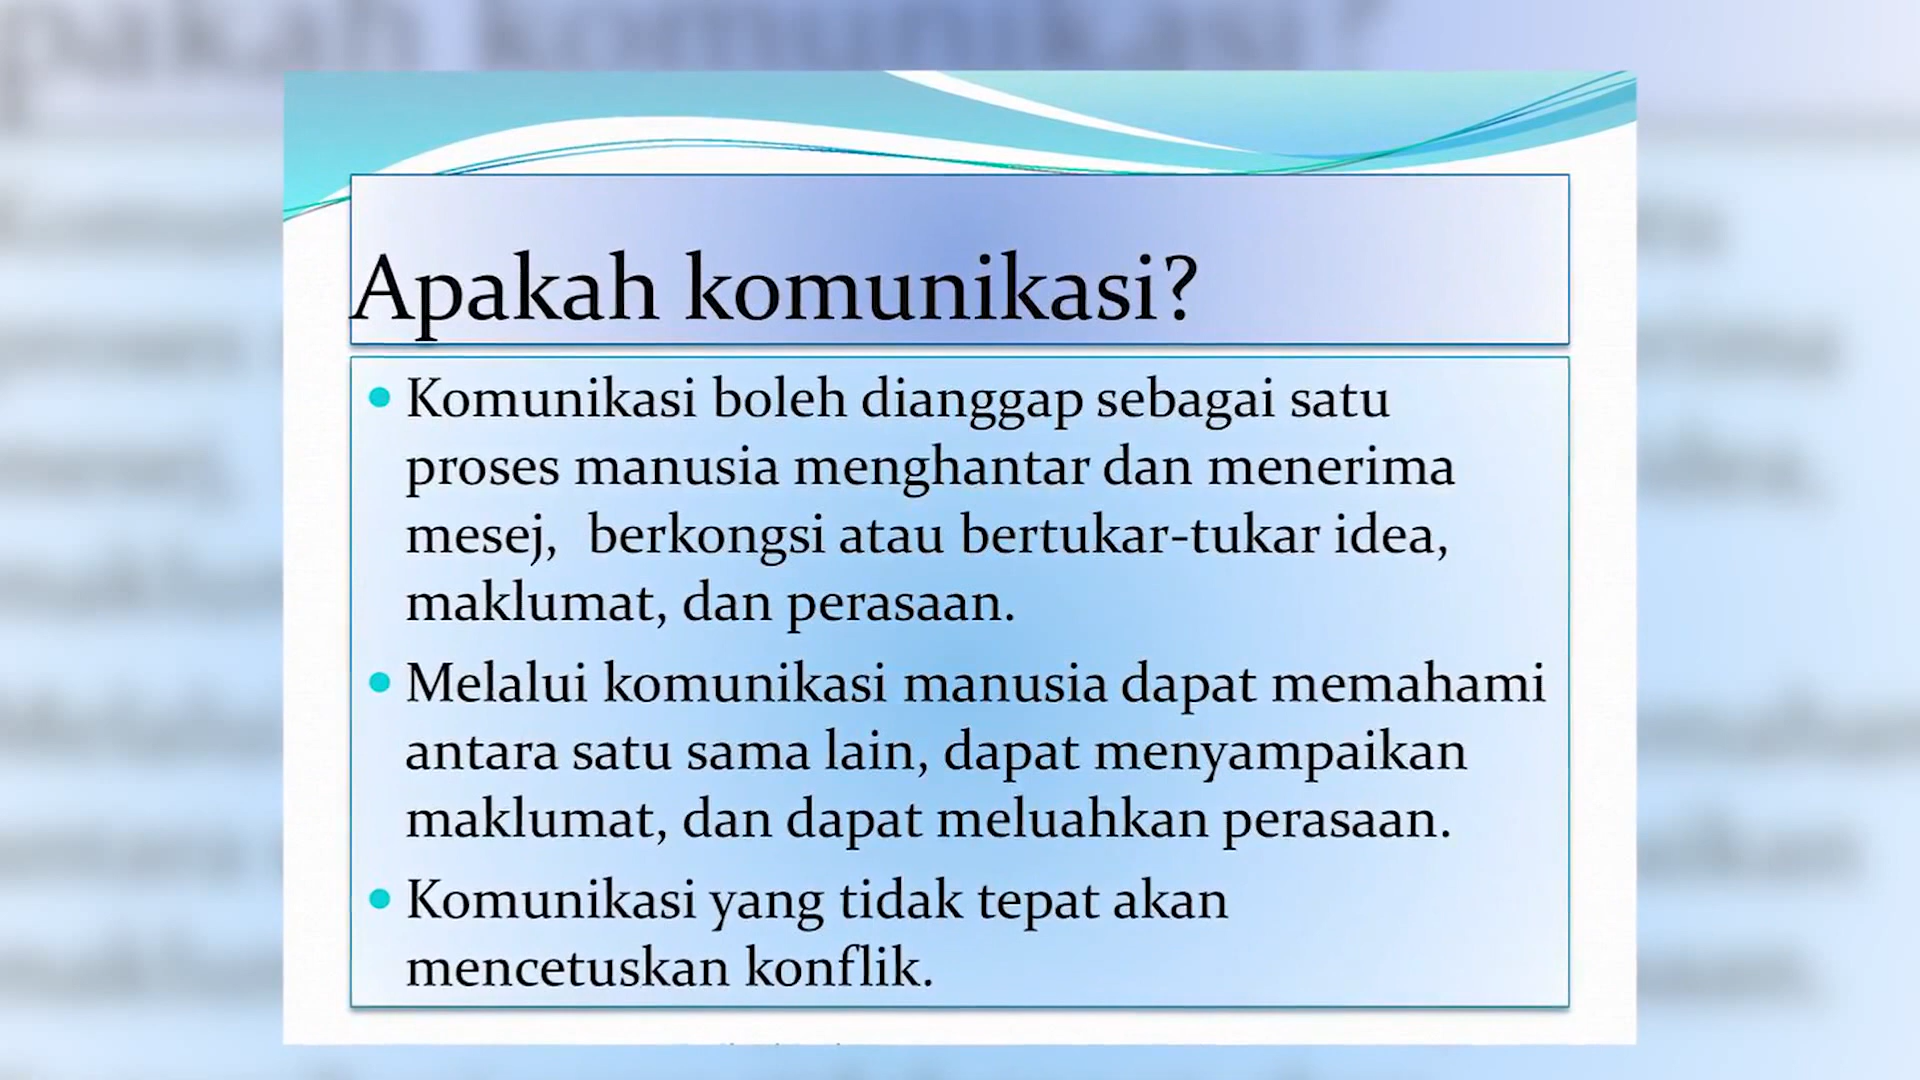 Apakah komunikasi?
Komunikasi boleh dianggap sebagai satu
proses manusia menghantar dan menerima
mesej, berkongsi atau bertukar-tukar idea,
maklumat, dan perasaan.
Melalui komunikasi manusia dapat memahami
antara satu sama lain, dapat menyampaikan
maklumat, dan dapat meluahkan perasaan.
Komunikasi yang tidak tepat akan
mencetuskan konflik.